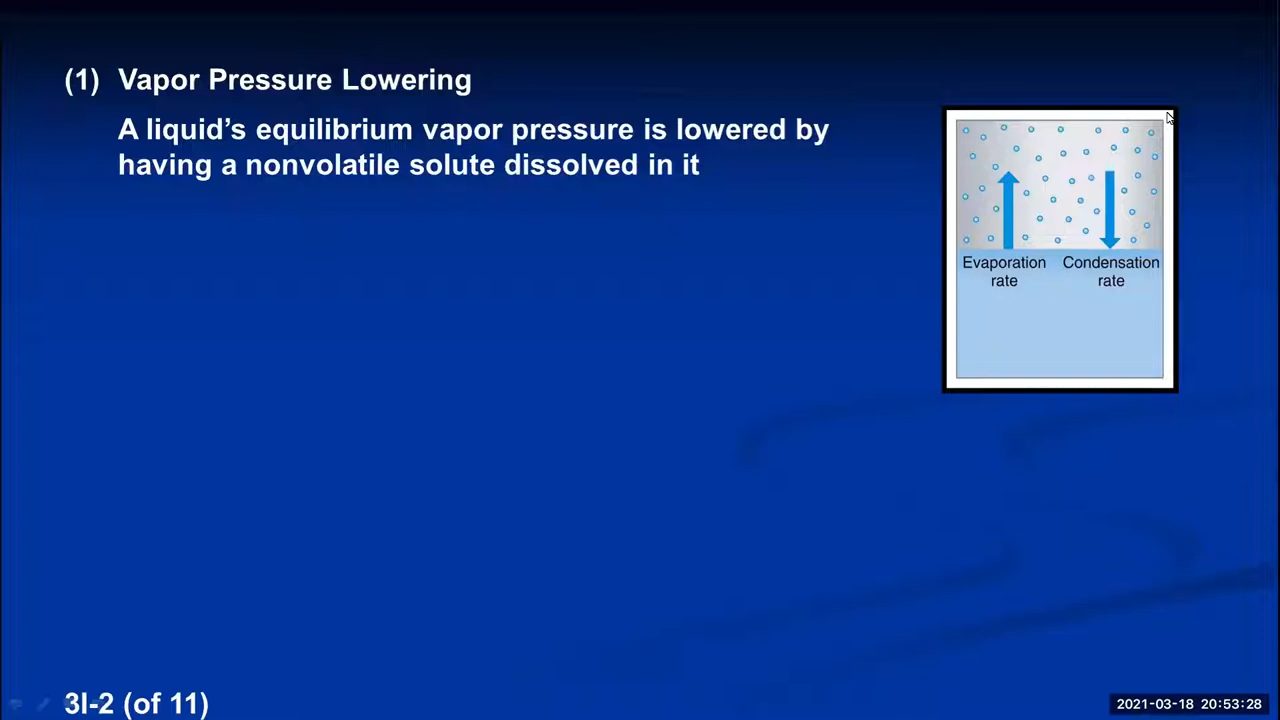 (1) Vapor Pressure Lowering
A liquid’s equilibrium vapor pressure is lowered by
having a nonvolatile solute dissolved in it
Evaporation Condensation
rate rate
3I-2 (of 11)
2021-03-18 20:53:28